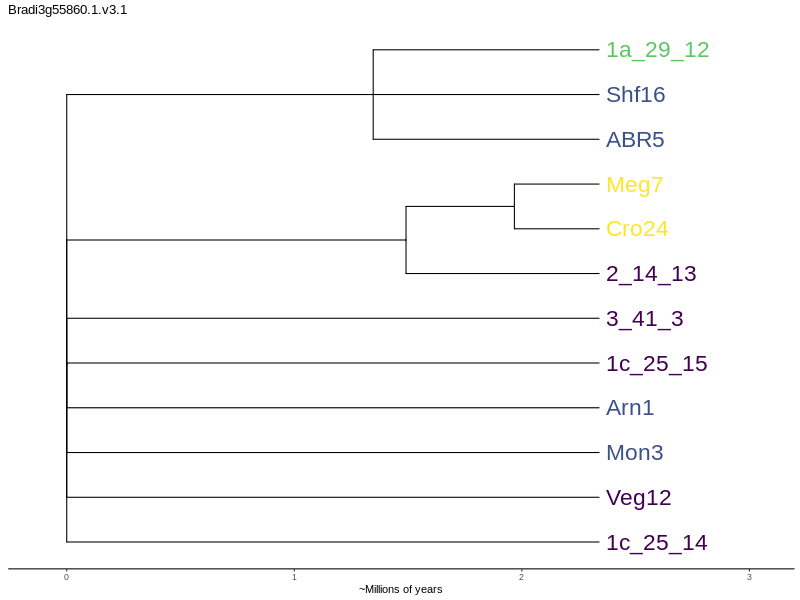 Bradi3g55860.1.v3.1
1a_29_12
Shf16
ABR5
Meg7
Cro24
2_14_13
3_41_3
1c_25_15
Arn1
Mon3
Veg12
1c_25_14
0 1 2 3
~Millions of years